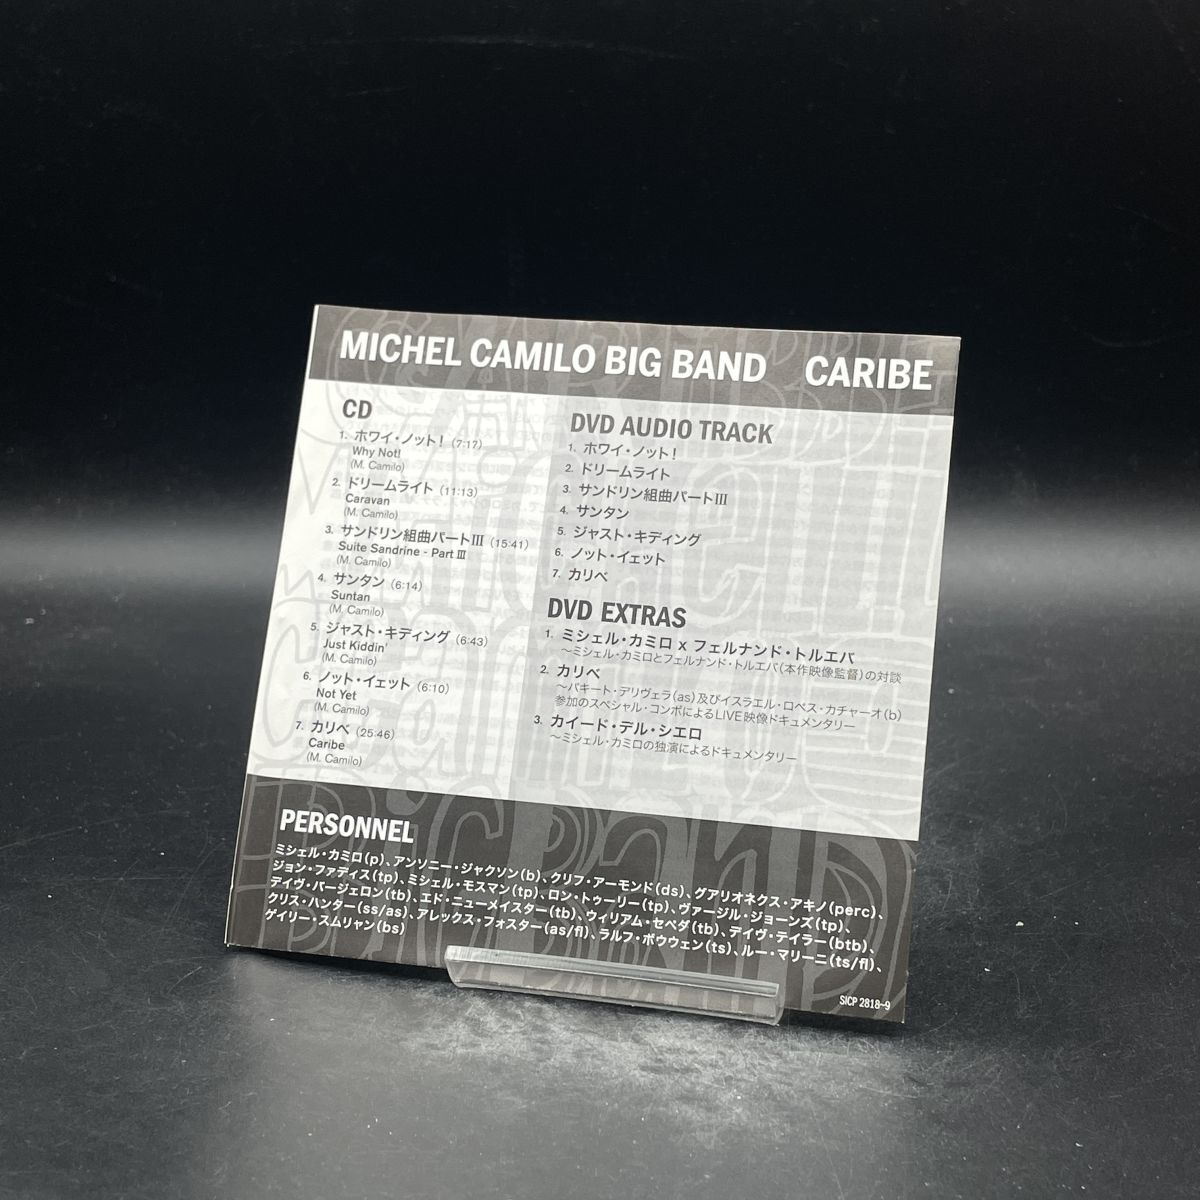 MICHEL CAMILO BIG BAND CARIBE
CD
1. ホワイ・ノット！(7:17)
Why Not!
(M. Camilo)
2. ドリームライト (11:13)
Caravan
(M. Camilo)
3. サンドリン組曲パートⅢ (15:41)
Suite Sandrine - Part Ⅲ
(M. Camilo)
4. サンタン (6:14)
Suntan
(M. Camilo)
5. ジャスト・キディング (6:43)
Just Kiddin'
(M. Camilo)
6. ノット・イェット (6:10)
Not Yet
(M. Camilo)
7. カリベ (25:46)
Caribe
(M. Camilo)
DVD AUDIO TRACK
1. ホワイ・ノット！
2. ドリームライト
3. サンドリン組曲パートⅢ
4. サンタン
5. ジャスト・キディング
6. ノット・イェット
7. カリベ
DVD EXTRAS
1. ミシェル・カミロ x フェルナンド・トルエバ
～ミシェル・カミロとフェルナンド・トルエバ(本作映像監督)の対談
2. カリベ
～パキート・デリヴェラ(as)及びイスラエル・ロペス・カチャーオ(b)
参加のスペシャル・コンボによるLIVE映像ドキュメンタリー
3. カイード・デル・シエロ
～ミシェル・カミロの独演によるドキュメンタリー
PERSONNEL
ミシェル・カミロ(p)、アンソニー・ジャクソン(b)、クリフ・アーモンド(ds)、グアリオネクス・アキノ(perc)、
ジョン・ファディス(tp)、ミシェル・モスマン(tp)、ロン・トゥーリー(tp)、ヴァージル・ジョーンズ(tp)、
デイヴ・バージェロン(tb)、エド・ニューマイスター(tb)、ウィリアム・セペダ(tb)、デイヴ・テイラー(btb)、
クリス・ハンター(ss/as)、アレックス・フォスター(as/fl)、ラルフ・ボウウェン(ts)、ルー・マリーニ(ts/fl)、
ゲイリー・スムリャン(bs)
SICP 2818~9